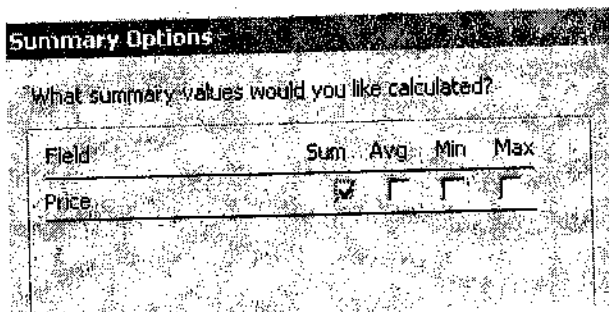 Summary Options
What summary values would you like calculated?
Field Sum Avg Min Max
Price